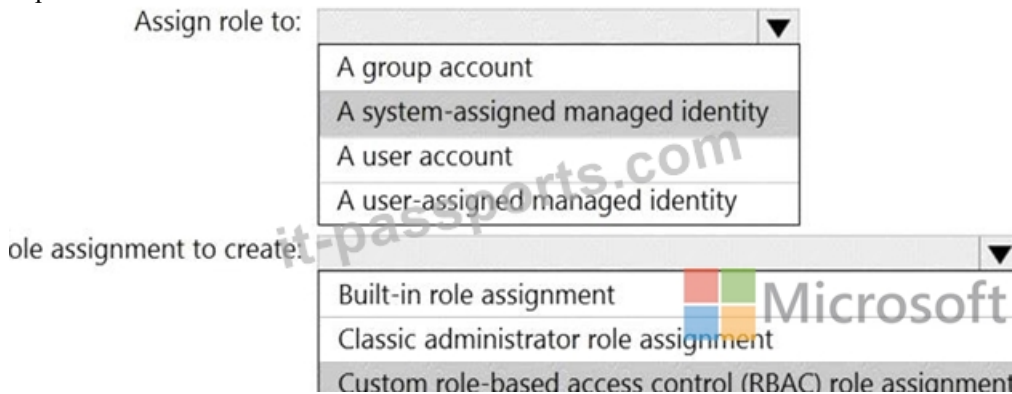 Assign role to:
A group account
A system-assigned managed identity
A user account
A user-assigned managed identity
it-passports.com
ole assignment to create:
Built-in role assignment
Microsoft
Classic administrator role assignment
Custom role-based access control (RBAC) role assignment